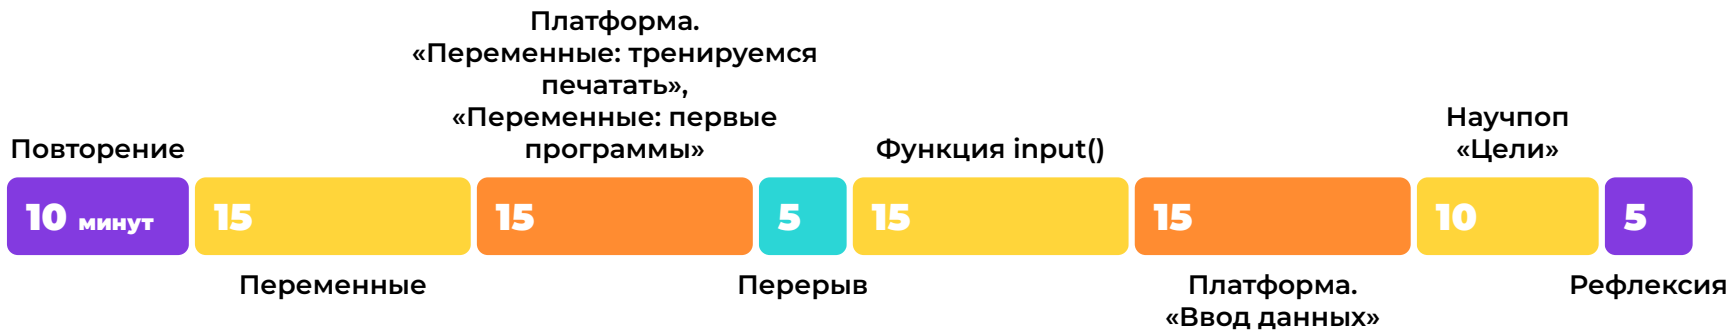 Платформа.
«Переменные: тренируемся
печатать»,
«Переменные: первые
программы»
Повторение
Функция input()
Научпоп
«Цели»
10 минут
15
15
5
15
15
10
5
Переменные
Перерыв
Платформа.
«Ввод данных»
Рефлексия